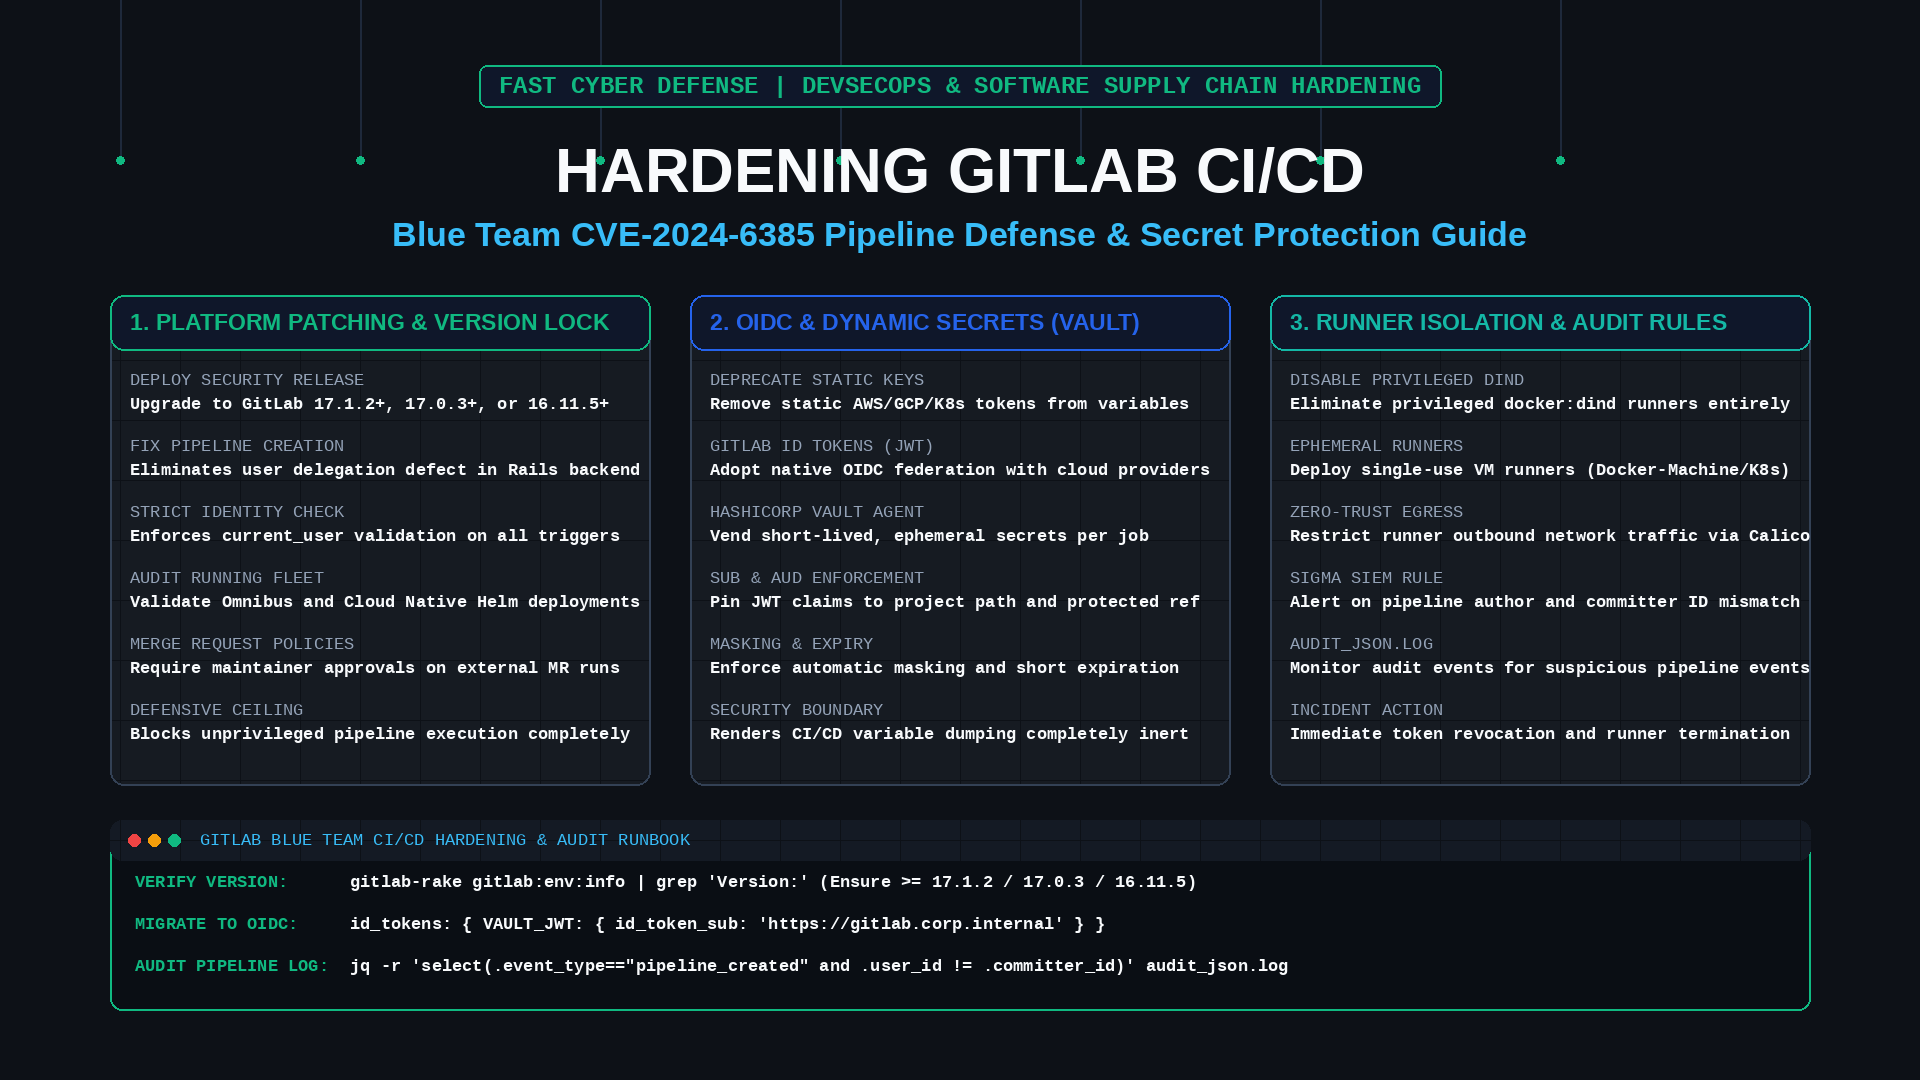 FAST CYBER DEFENSE | DEVSECOPS & SOFTWARE SUPPLY CHAIN HARDENING
HARDENING GITLAB CI/CD
Blue Team CVE-2024-6385 Pipeline Defense & Secret Protection Guide
1. PLATFORM PATCHING & VERSION LOCK
DEPLOY SECURITY RELEASE
Upgrade to GitLab 17.1.2+, 17.0.3+, or 16.11.5+
FIX PIPELINE CREATION
Eliminates user delegation defect in Rails backend
STRICT IDENTITY CHECK
Enforces current_user validation on all triggers
AUDIT RUNNING FLEET
Validate Omnibus and Cloud Native Helm deployments
MERGE REQUEST POLICIES
Require maintainer approvals on external MR runs
DEFENSIVE CEILING
Blocks unprivileged pipeline execution completely
2. OIDC & DYNAMIC SECRETS (VAULT)
DEPRECATE STATIC KEYS
Remove static AWS/GCP/K8s tokens from variables
GITLAB ID TOKENS (JWT)
Adopt native OIDC federation with cloud providers
HASHICORP VAULT AGENT
Vend short-lived, ephemeral secrets per job
SUB & AUD ENFORCEMENT
Pin JWT claims to project path and protected ref
MASKING & EXPIRY
Enforce automatic masking and short expiration
SECURITY BOUNDARY
Renders CI/CD variable dumping completely inert
3. RUNNER ISOLATION & AUDIT RULES
DISABLE PRIVILEGED DIND
Eliminate privileged docker:dind runners entirely
EPHEMERAL RUNNERS
Deploy single-use VM runners (Docker-Machine/K8s)
ZERO-TRUST EGRESS
Restrict runner outbound network traffic via Calico
SIGMA SIEM RULE
Alert on pipeline author and committer ID mismatch
AUDIT_JSON.LOG
Monitor audit events for suspicious pipeline events
INCIDENT ACTION
Immediate token revocation and runner termination
GITLAB BLUE TEAM CI/CD HARDENING & AUDIT RUNBOOK
VERIFY VERSION: gitlab-rake gitlab:env:info | grep 'Version:' (Ensure >= 17.1.2 / 17.0.3 / 16.11.5)
MIGRATE TO OIDC: id_tokens: { VAULT_JWT: { id_token_sub: 'https://gitlab.corp.internal' } }
AUDIT PIPELINE LOG: jq -r 'select(.event_type=="pipeline_created" and .user_id != .committer_id)' audit_json.log